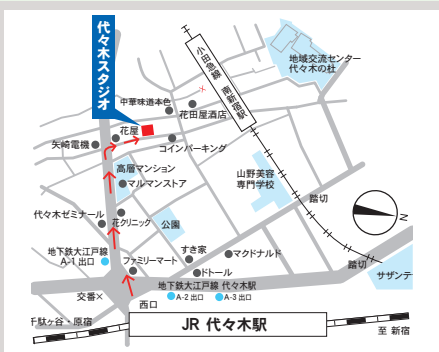 代々木スタジオ
小田急線 南新宿駅
地域交流センター
代々木の杜
中華味道本色
花田屋酒店
花屋
矢崎電機
コインパーキング
高層マンション
マルマンストア
山野美容
専門学校
踏切
N
代々木ゼミナール
花クリニック
公園
地下鉄大江戸線
A-1 出口
すき家
マクドナルド
ファミリーマート
ドトール
踏切
サザンテ
地下鉄大江戸線 代々木駅
交番×
A-2 出口
A-3 出口
西口
JR 代々木駅
千駄ヶ谷・原宿
至 新宿